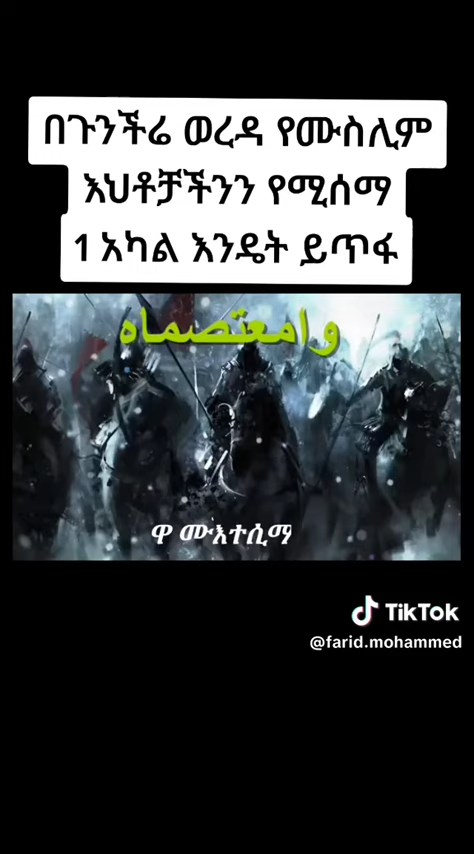 በጉንችሬ ወረዳ የሙስሊም
እህቶቻችንን የሚሰማ
1 አካል እንዴት ይጥፋ
وامعتصماه
ዋ ሙእተሲማ
TikTok
@farid.mohammed